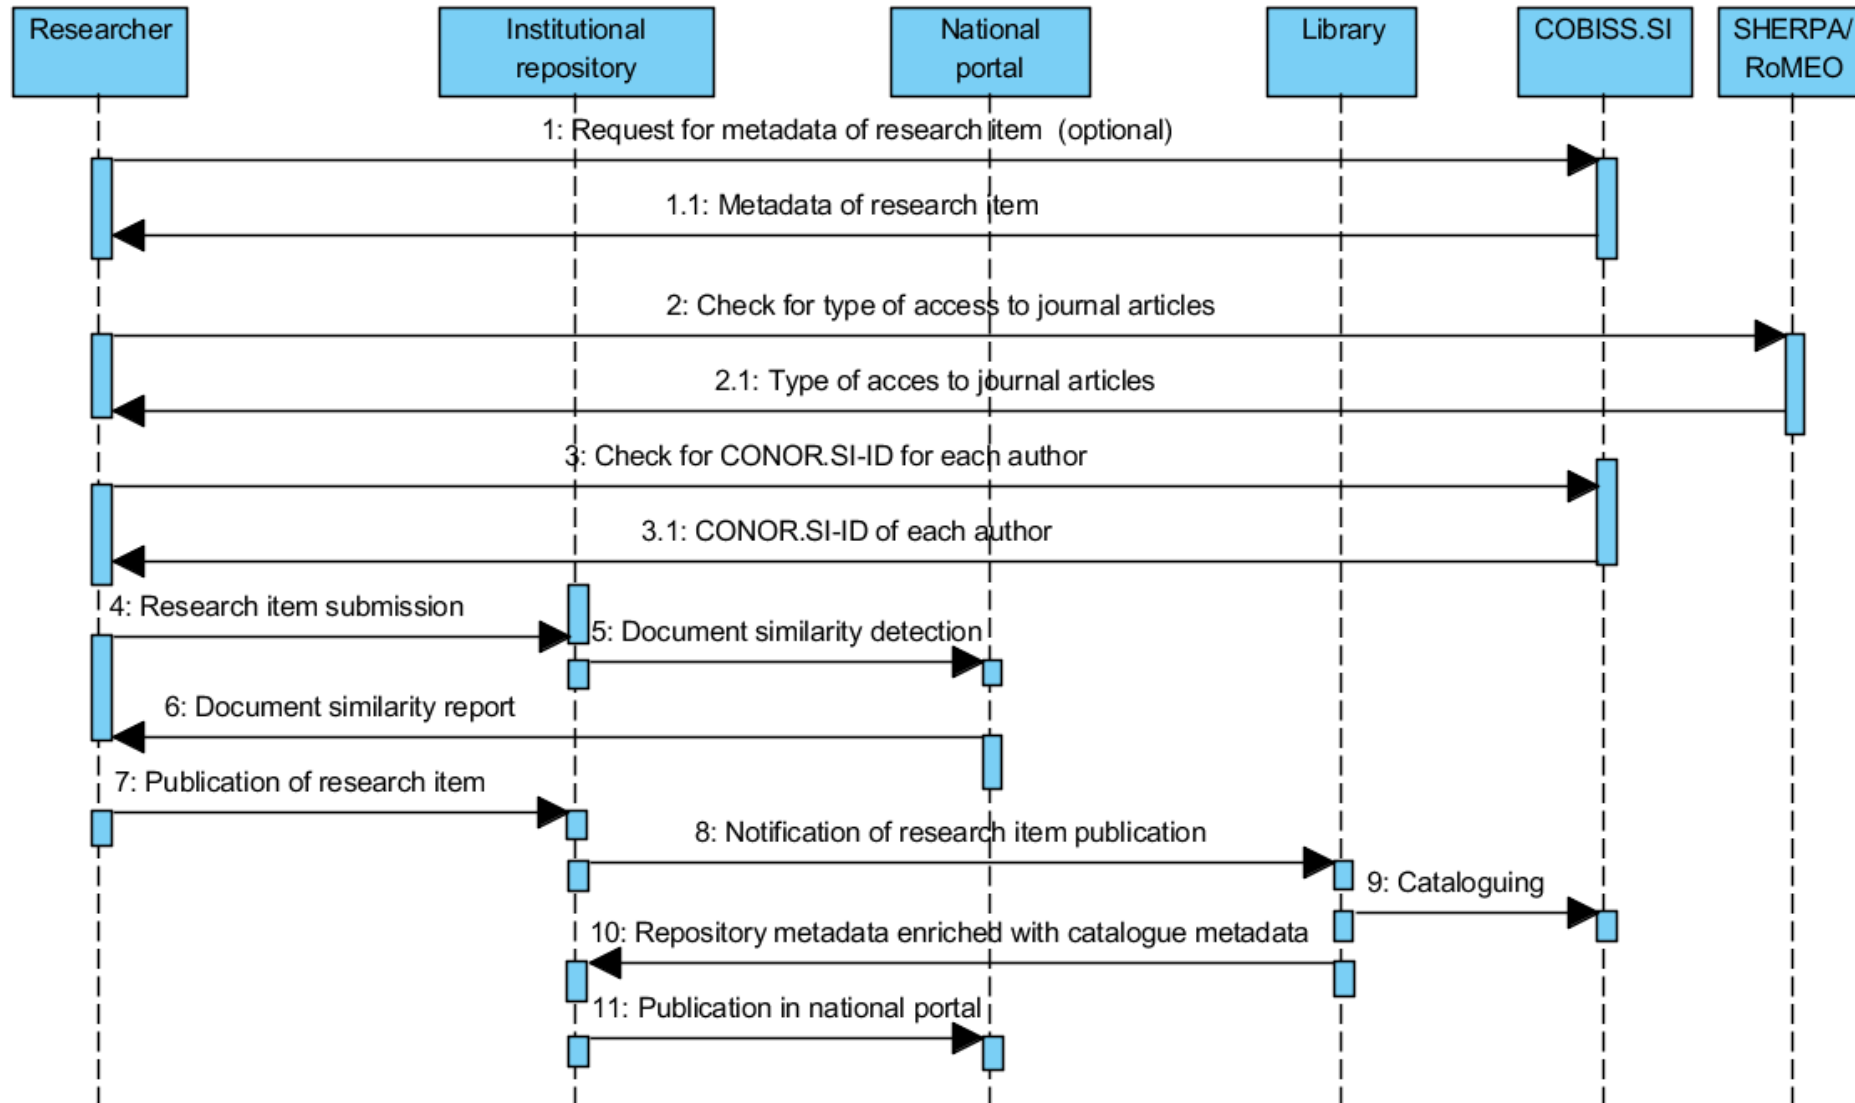 Researcher
Institutional
repository
National
portal
Library
COBISS.SI
SHERPA/
RoMEO
1: Request for metadata of research item (optional)
1.1: Metadata of research item
2: Check for type of access to journal articles
2.1: Type of acces to journal articles
3: Check for CONOR.SI-ID for each author
3.1: CONOR.SI-ID of each author
4: Research item submission
5: Document similarity detection
6: Document similarity report
7: Publication of research item
8: Notification of research item publication
9: Cataloguing
10: Repository metadata enriched with catalogue metadata
11: Publication in national portal